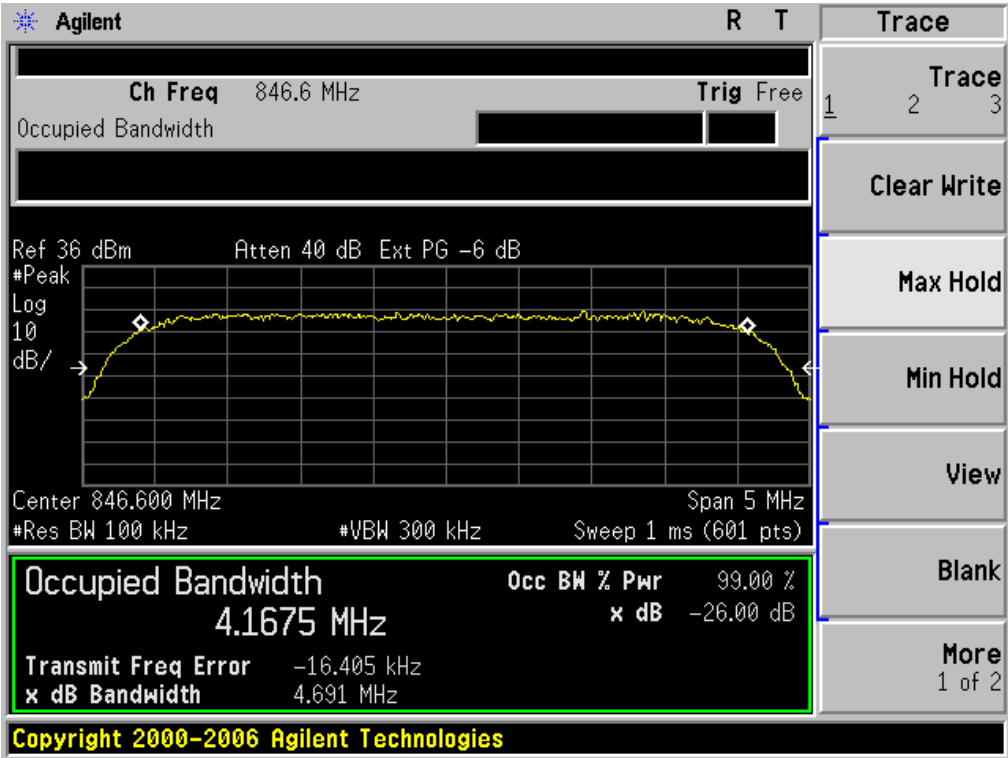 Agilent R T
Ch Freq 846.6 MHz Trig Free
Occupied Bandwidth
Ref 36 dBm Atten 40 dB Ext PG -6 dB
#Peak
Log
10
dB/
Center 846.600 MHz Span 5 MHz
#Res BW 100 kHz #VBW 300 kHz Sweep 1 ms (601 pts)
Occupied Bandwidth
4.1675 MHz
Occ BW % Pwr 99.00 %
x dB -26.00 dB
Transmit Freq Error -16.405 kHz
x dB Bandwidth 4.691 MHz
Copyright 2000-2006 Agilent Technologies
Trace
Trace
1 2 3
Clear Write
Max Hold
Min Hold
View
Blank
More
1 of 2